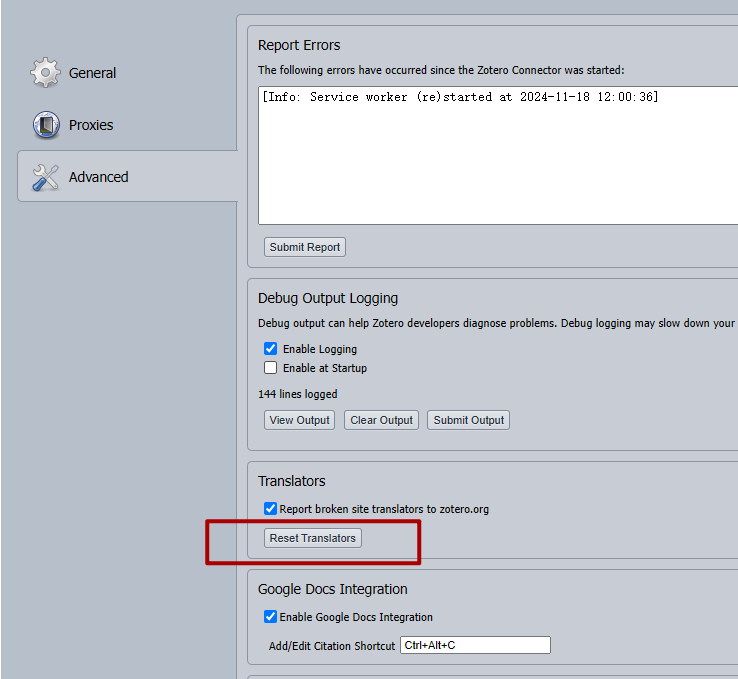 General
Proxies
Advanced
Report Errors
The following errors have occurred since the Zotero Connector was started:
[Info: Service worker (re)started at 2024-11-18 12:00:36]
Submit Report
Debug Output Logging
Debug output can help Zotero developers diagnose problems. Debug logging may slow down your
Enable Logging
Enable at Startup
144 lines logged
View Output Clear Output Submit Output
Translators
Report broken site translators to zotero.org
Reset Translators
Google Docs Integration
Enable Google Docs Integration
Add/Edit Citation Shortcut Ctrl+Alt+C